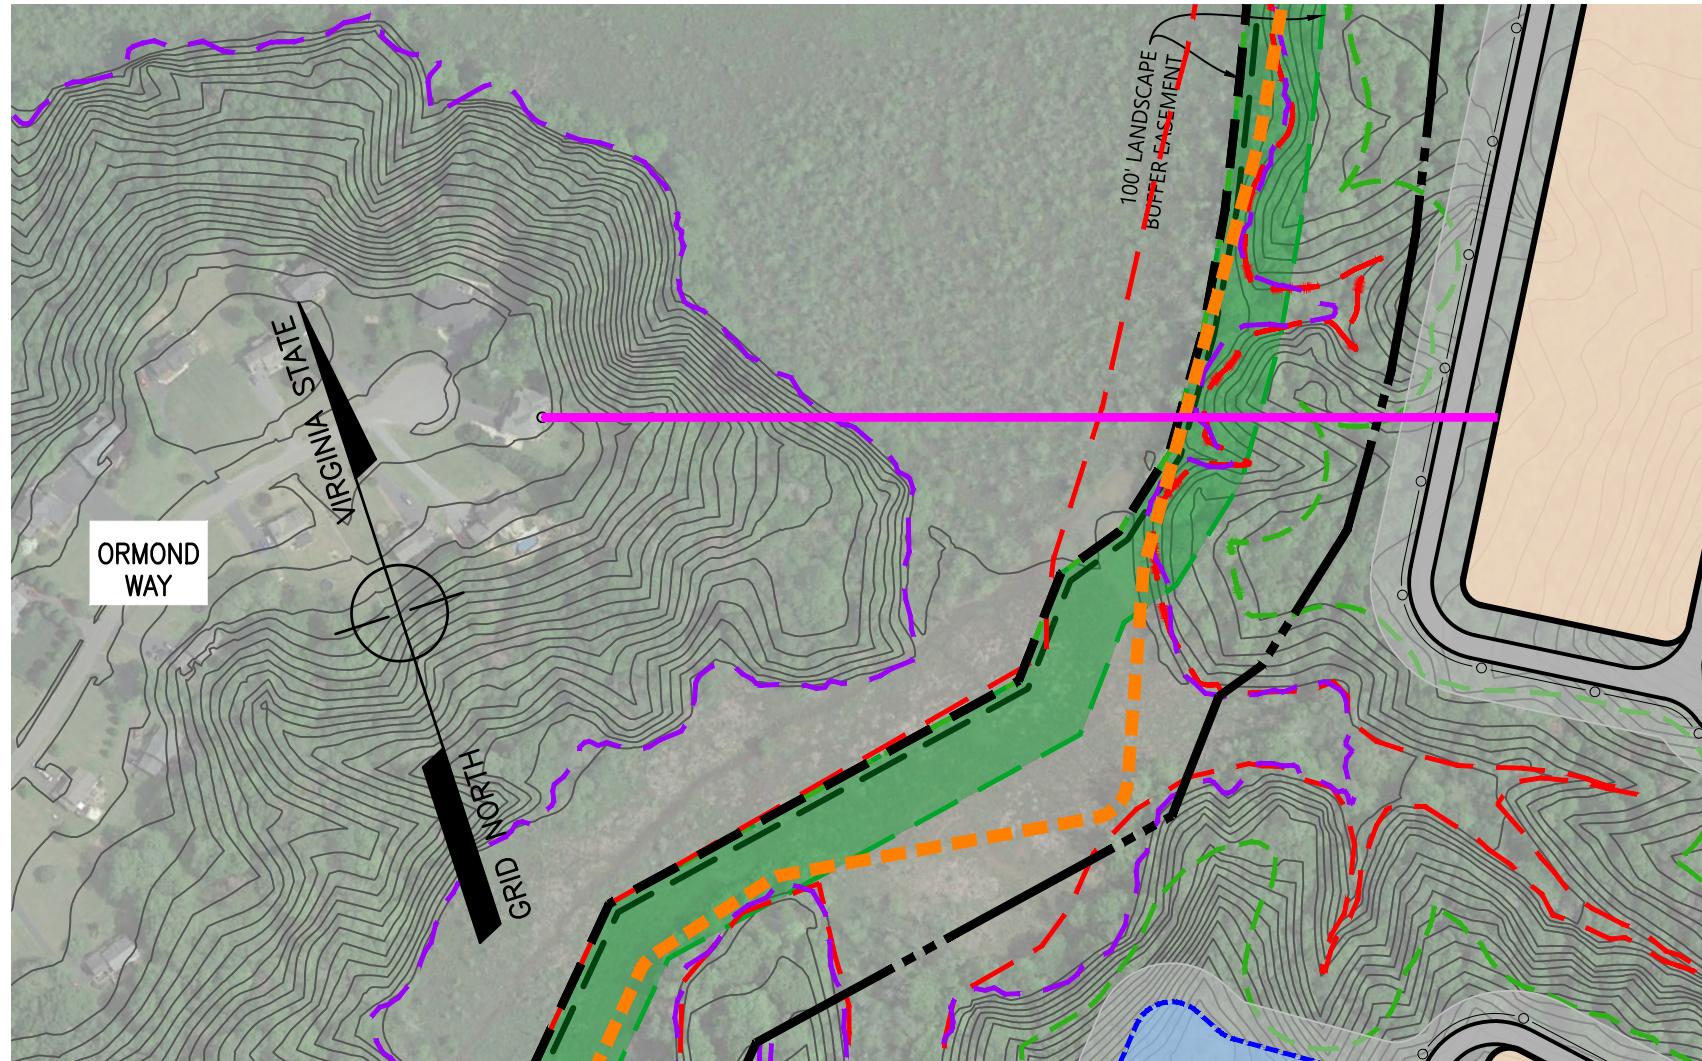 100' LANDSCAPE
BUFFER EASEMENT
VIRGINIA STATE
GRID NORTH
ORMOND
WAY